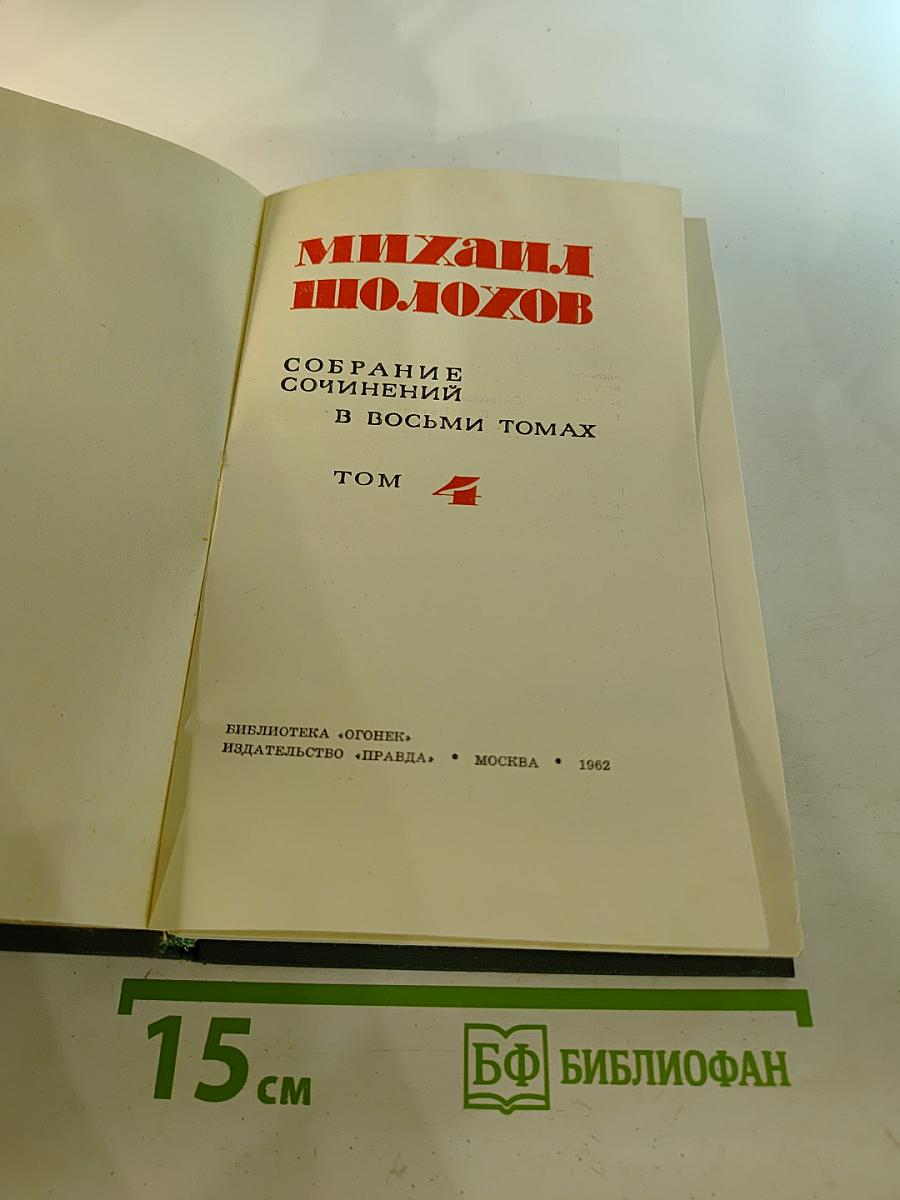 МИХАИЛ
ШОЛОХОВ
СОБРАНИЕ
СОЧИНЕНИЙ
В ВОСЬМИ ТОМАХ
ТОМ 4
БИБЛИОТЕКА «ОГОНЕК»
ИЗДАТЕЛЬСТВО «ПРАВДА» • МОСКВА • 1962
15 см
БФ БИБЛИОФАН